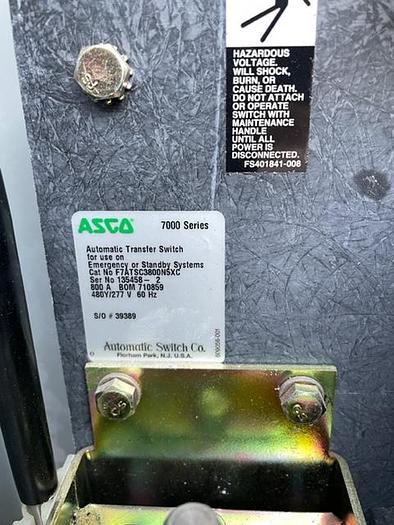 HAZARDOUS
VOLTAGE.
WILL SHOCK,
BURN, OR
CAUSE DEATH.
DO NOT ATTACH
OR OPERATE
SWITCH WITH
MAINTENANCE
HANDLE
UNTIL ALL
POWER IS
DISCONNECTED.
FS401841-008
ASCO 7000 Series
Automatic Transfer Switch
for use on
Emergency or Standby Systems
Cat No F7ATSC3800N5XC
Ser No 135458-2
800 A BOM 710859
480Y/277 V 60 Hz
S/O # 39389
Automatic Switch Co.
Florham Park, N.J. U.S.A.